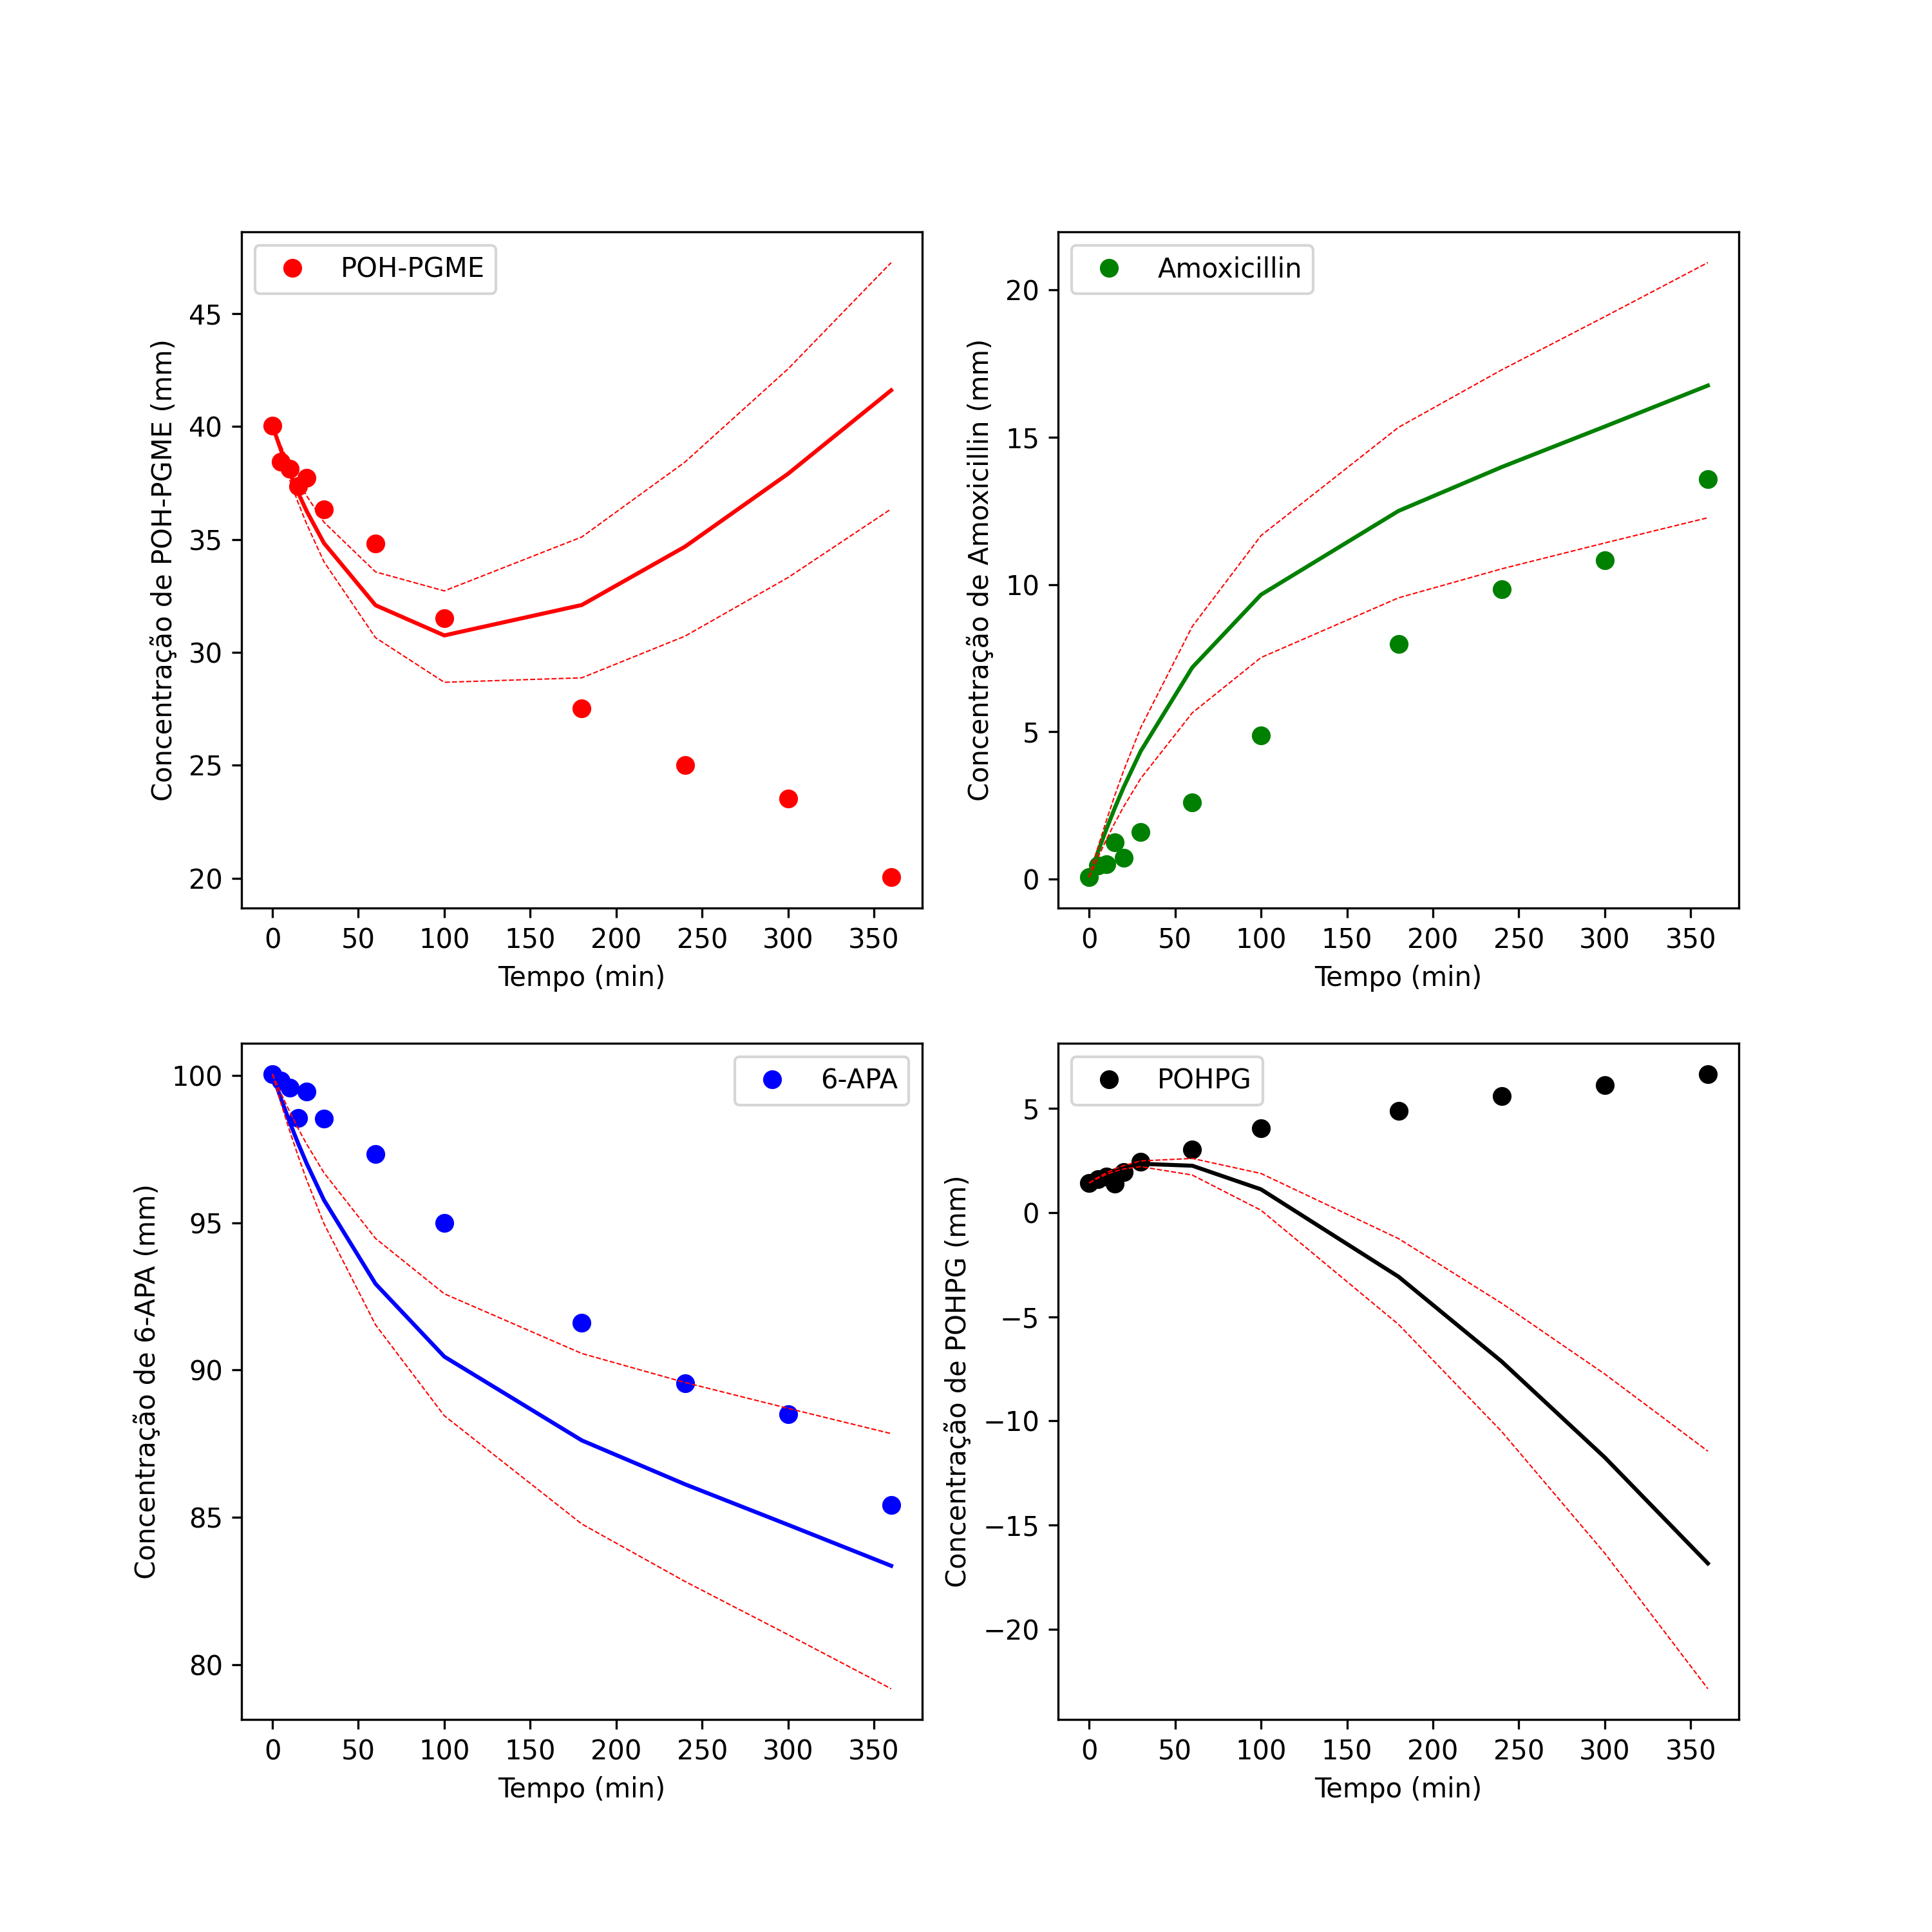 POH-PGME
Concentração de POH-PGME (mm)
45
40
35
30
25
20
0 50 100 150 200 250 300 350
Tempo (min)
Amoxicillin
Concentração de Amoxicillin (mm)
20
15
10
5
0
0 50 100 150 200 250 300 350
Tempo (min)
6-APA
Concentração de 6-APA (mm)
100
95
90
85
80
0 50 100 150 200 250 300 350
Tempo (min)
POHPG
Concentração de POHPG (mm)
5
0
−5
−10
−15
−20
0 50 100 150 200 250 300 350
Tempo (min)